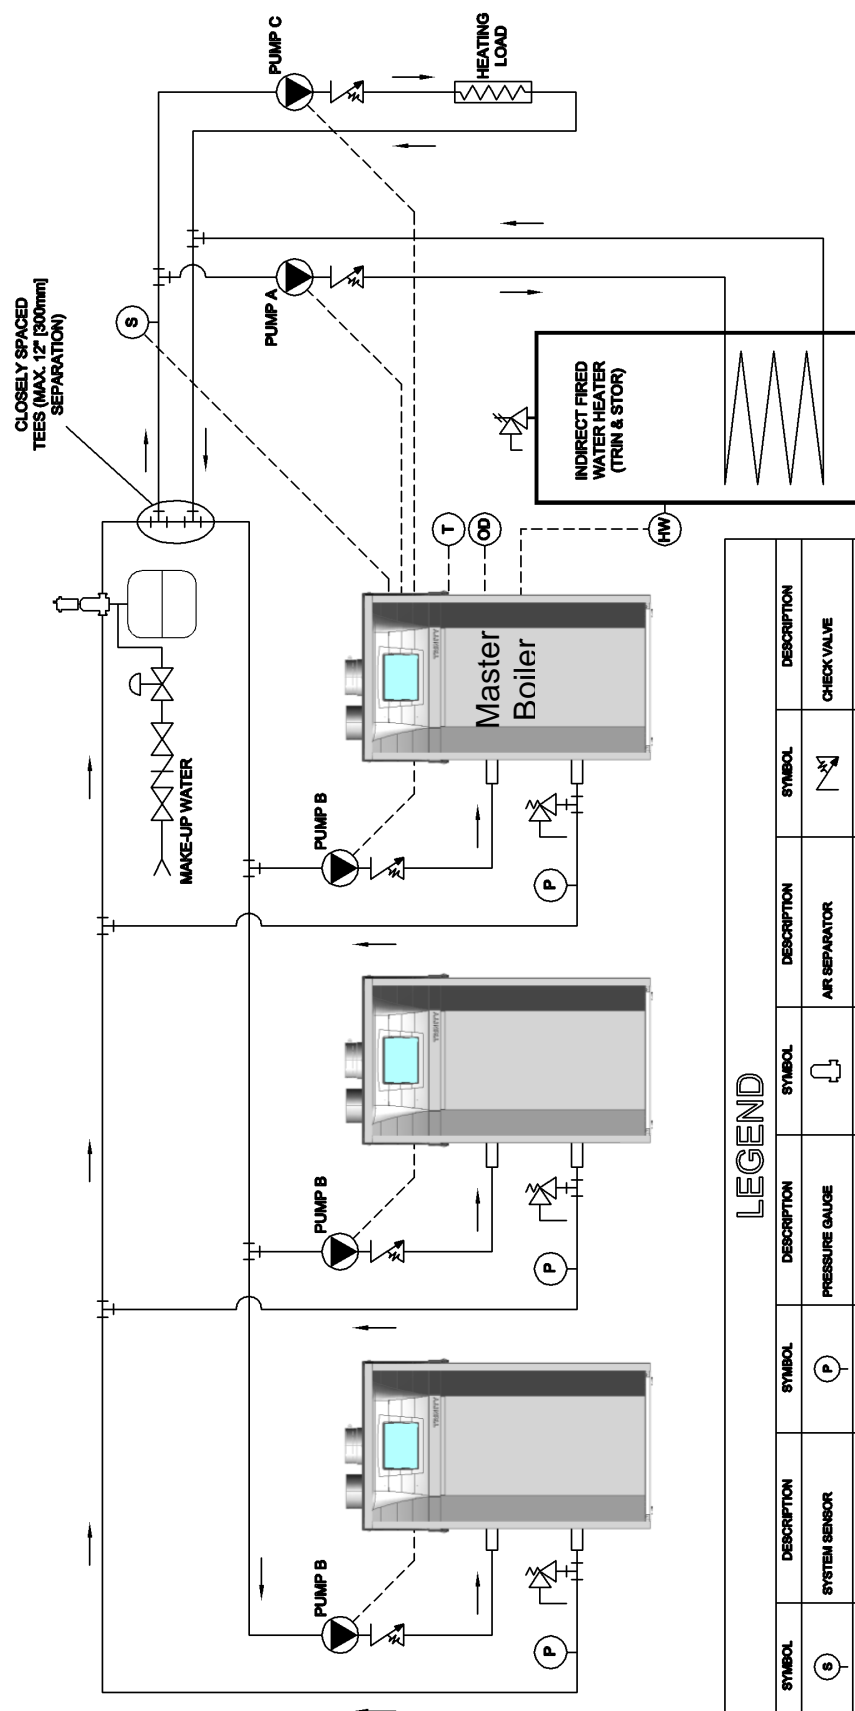 CLOSELY SPACED
TEES (MAX. 12" [300mm]
SEPARATION)
S
MAKE-UP WATER
PUMP C
PUMP A
PUMP B
PUMP B
PUMP B
HEATING
LOAD
T
OD
Master
Boiler
P
P
P
INDIRECT FIRED
WATER HEATER
(TRIN & STOR)
HW
LEGEND
SYMBOL DESCRIPTION SYMBOL DESCRIPTION SYMBOL DESCRIPTION SYMBOL DESCRIPTION
S SYSTEM SENSOR P PRESSURE GAUGE AIR SEPARATOR CHECK VALVE